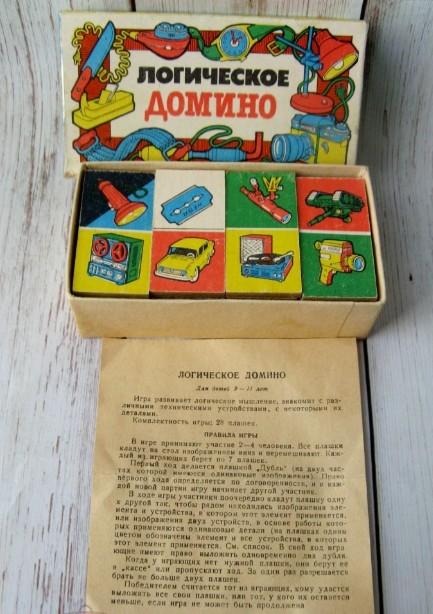 ЛОГИЧЕСКОЕ
ДОМИНО
ЛОГИЧЕСКОЕ ДОМИНО
Для детей 9—11 лет
Игра развивает логическое мышление, знакомит с раз-
личными техническими устройствами, с некоторыми их
деталями.
Комплектность игры: 28 плашек.
ПРАВИЛА ИГРЫ
В игре принимают участие 2—4 человека. Все плашки
кладут на стол изображением вниз и перемешивают. Каж-
дый из играющих берет по 7 плашек.
Первый ход делается плашкой „Дубль" (на двух час-
тях которой имеются одинаковые изображения). Право
первого хода определяется по договоренности, и в каж-
дой новой партии игру начинает другой участник.
В ходе игры участники поочередно кладут плашку одну
к другой так, чтобы рядом находились изображения эле-
мента и устройства, в котором этот элемент применяется,
или изображения двух устройств, в основе работы кото-
рых применяются одинаковые детали (на плашках одним
цветом обозначены элемент и все устройства, в которых
этот элемент применяется. См. список. В свой ход играю-
щие имеют право выложить одновременно два дубля.
Когда у играющих нет нужной плашки, они берут ее
в „кассе" или пропускают ход. За один раз разрешается
брать не больше двух плашек.
Победителем считается тот из играющих, кому удастся
выложить все свои плашки, или тот, у кого их останется
меньше, если игра не может быть продолжена